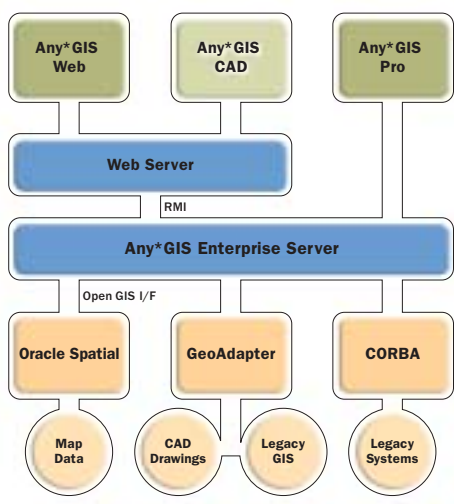 Any*GIS
Web
Any*GIS
CAD
Any*GIS
Pro
Web Server
RMI
Any*GIS Enterprise Server
Open GIS I/F
Oracle Spatial
GeoAdapter
CORBA
Map
Data
CAD
Drawings
Legacy
GIS
Legacy
Systems